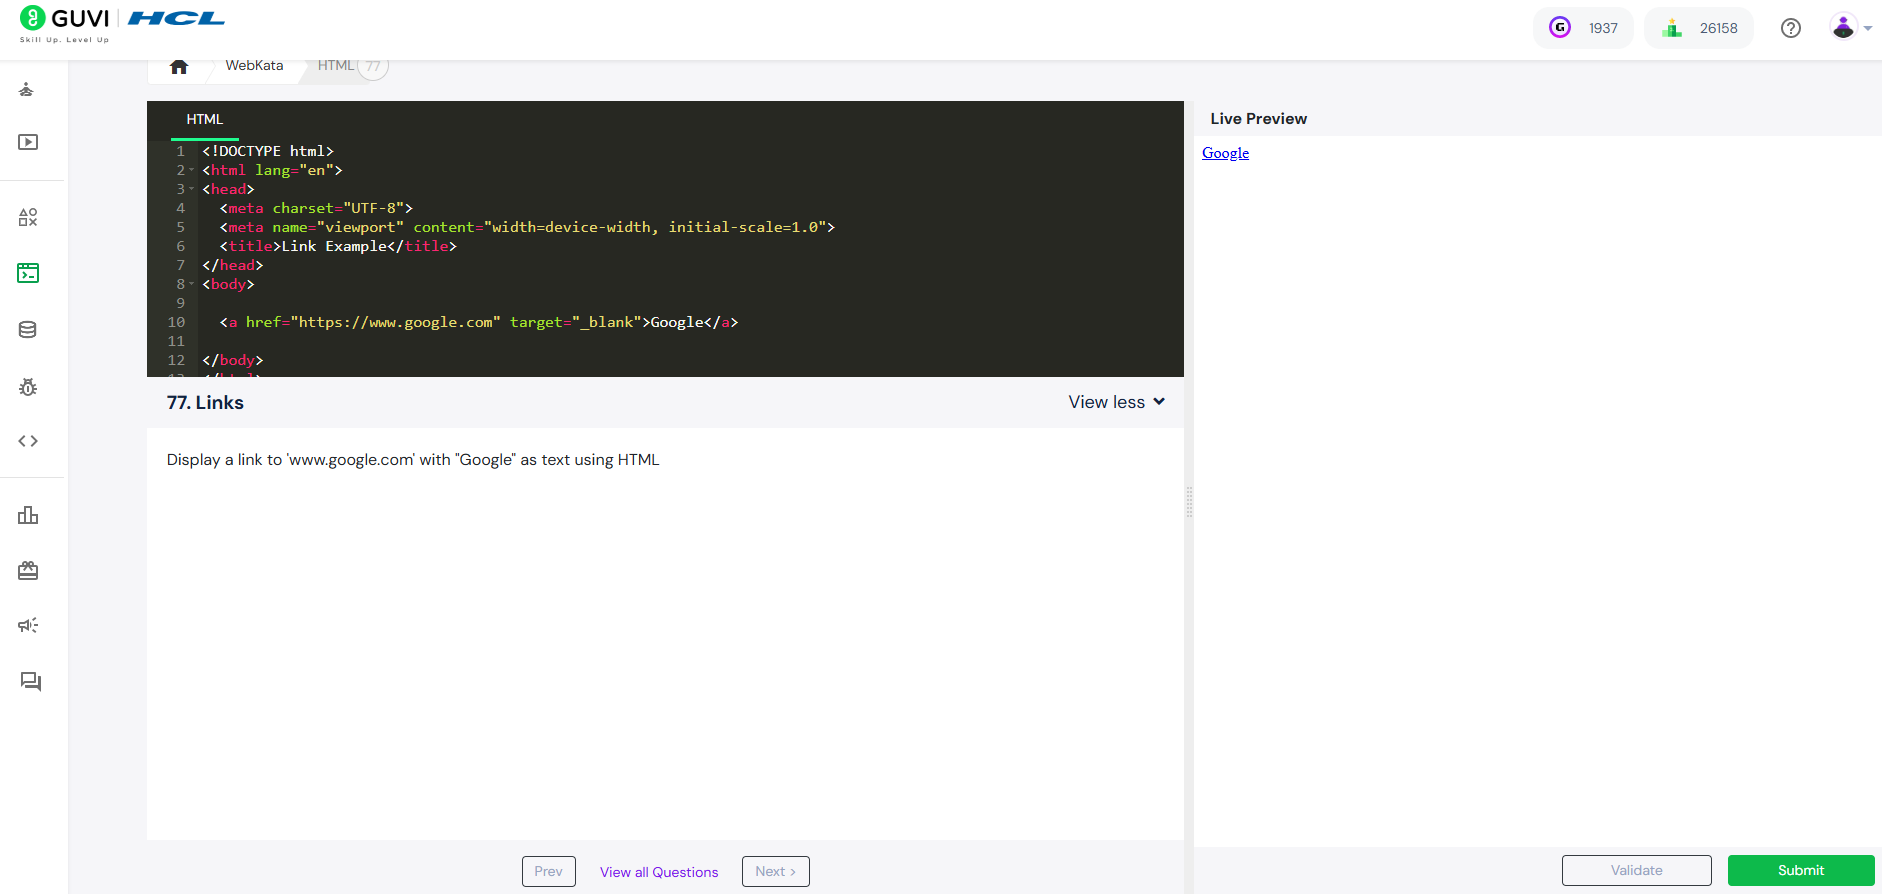 GUVI | HCL
Skill Up. Level Up
1937
26158
WebKata
HTML 77
HTML
1 <!DOCTYPE html>
2 <html lang="en">
3 <head>
4 <meta charset="UTF-8">
5 <meta name="viewport" content="width=device-width, initial-scale=1.0">
6 <title>Link Example</title>
7 </head>
8 <body>
9
10 <a href="https://www.google.com" target="_blank">Google</a>
11
12 </body>
13 </html>
77. Links
View less
Display a link to 'www.google.com' with "Google" as text using HTML
Prev
View all Questions
Next >
Live Preview
Google
Validate
Submit